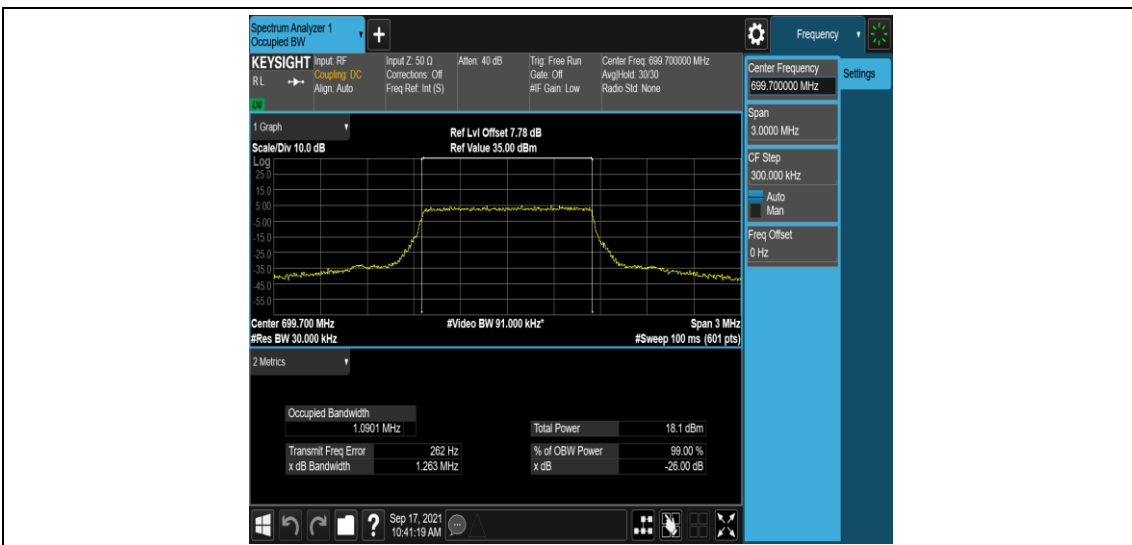 Spectrum Analyzer 1
Occupied BW
+
Frequency
KEYSIGHT
RL
LXI
Input: RF
Coupling: DC
Align: Auto
Input Z: 50 Ω
Corrections: Off
Freq Ref: Int (S)
Atten: 40 dB
Trig: Free Run
Gate: Off
#IF Gain: Low
Center Freq: 699.700000 MHz
Avg|Hold: 30/30
Radio Std: None
Center Frequency
699.700000 MHz
Settings
Span
3.0000 MHz
CF Step
300.000 kHz
Auto
Man
Freq Offset
0 Hz
1 Graph
Scale/Div 10.0 dB
Ref Lvl Offset 7.78 dB
Ref Value 35.00 dBm
Log
25.0
15.0
5.00
-5.00
-15.0
-25.0
-35.0
-45.0
-55.0
Center 699.700 MHz
#Res BW 30.000 kHz
#Video BW 91.000 kHz*
Span 3 MHz
#Sweep 100 ms (601 pts)
2 Metrics
Occupied Bandwidth
1.0901 MHz
Transmit Freq Error 262 Hz
x dB Bandwidth 1.263 MHz
Total Power 18.1 dBm
% of OBW Power 99.00 %
x dB -26.00 dB
?
Sep 17, 2021
10:41:19 AM